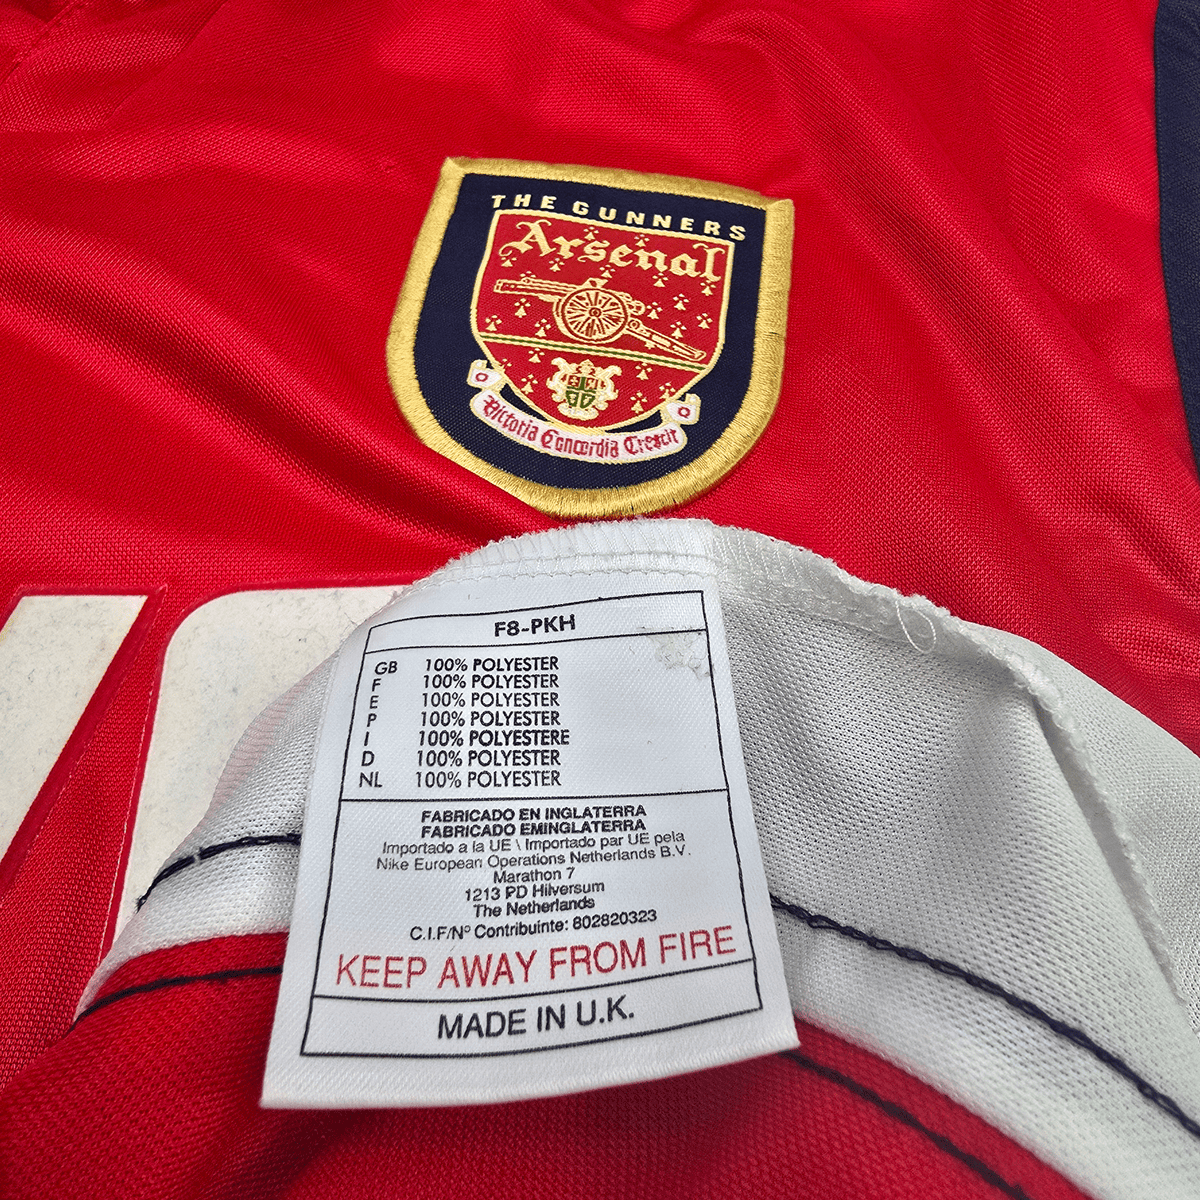 THE GUNNERS
Arsenal
Victoria Concordia Crescit
F8-PKH
GB 100% POLYESTER
F 100% POLYESTER
E 100% POLYESTER
P 100% POLYESTER
I 100% POLYESTERE
D 100% POLYESTER
NL 100% POLYESTER
FABRICADO EN INGLATERRA
FABRICADO EMINGLATERRA
Importado a la UE \ Importado par UE pela
Nike European Operations Netherlands B.V.
Marathon 7
1213 PD Hilversum
The Netherlands
C.I.F/Nº Contribuinte: 802820323
KEEP AWAY FROM FIRE
MADE IN U.K.